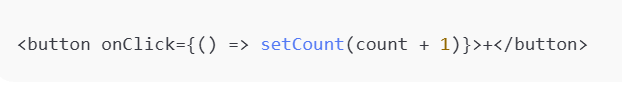 <button onClick={() => setCount(count + 1)}>+</button>